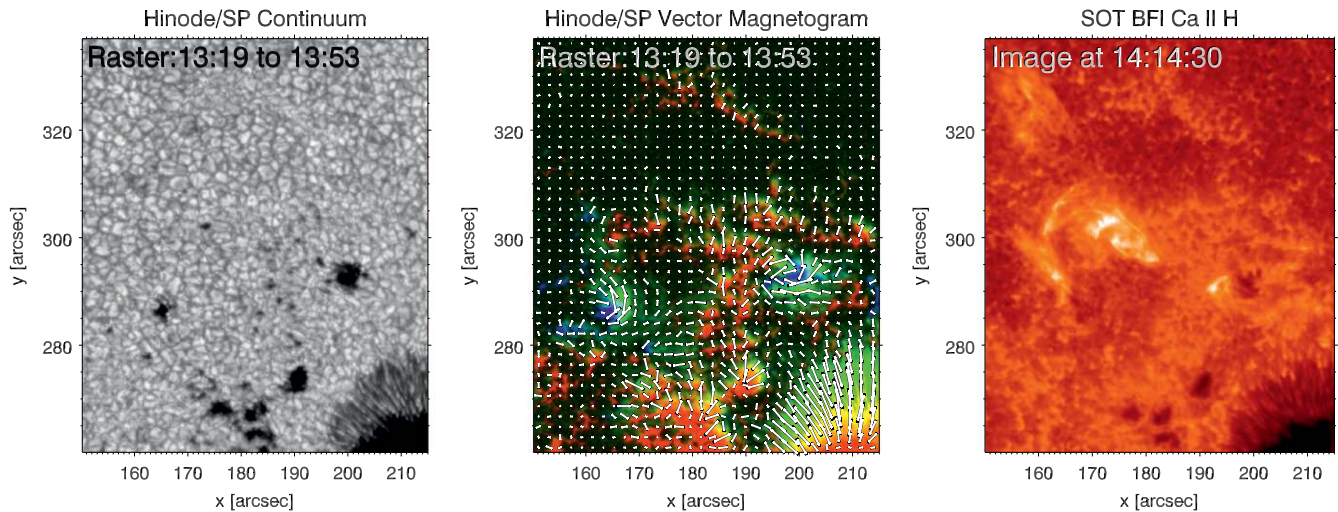 Hinode/SP Continuum
Raster:13:19 to 13:53
y [arcsec]
320
300
280
160 170 180 190 200 210
x [arcsec]
Hinode/SP Vector Magnetogram
Raster 13:19 to 13:53
y [arcsec]
320
300
280
160 170 180 190 200 210
x [arcsec]
SOT BFI Ca II H
Image at 14:14:30
y [arcsec]
320
300
280
160 170 180 190 200 210
x [arcsec]